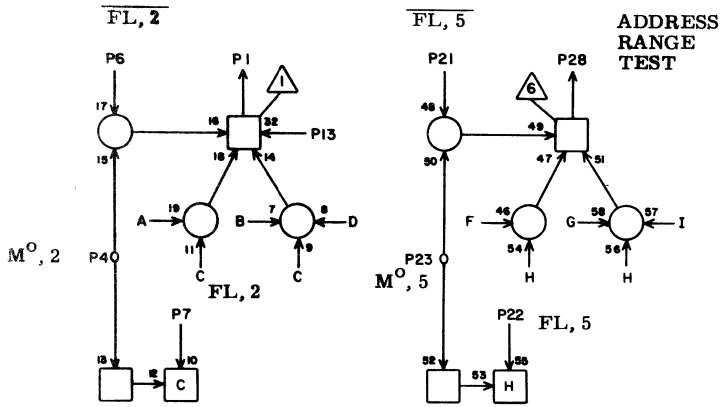 FL, 2
FL, 5
ADDRESS
RANGE
TEST
P6
P1
1
P21
P28
6
17
16
32
P13
48
49
15
18
14
50
47
51
A
19
B
7
8
D
F
46
G
58
57
I
11
9
54
56
C
C
H
H
M^O, 2
P4
FL, 2
P23
M^O, 5
P7
P22
FL, 5
13
12
10
C
52
53
55
H